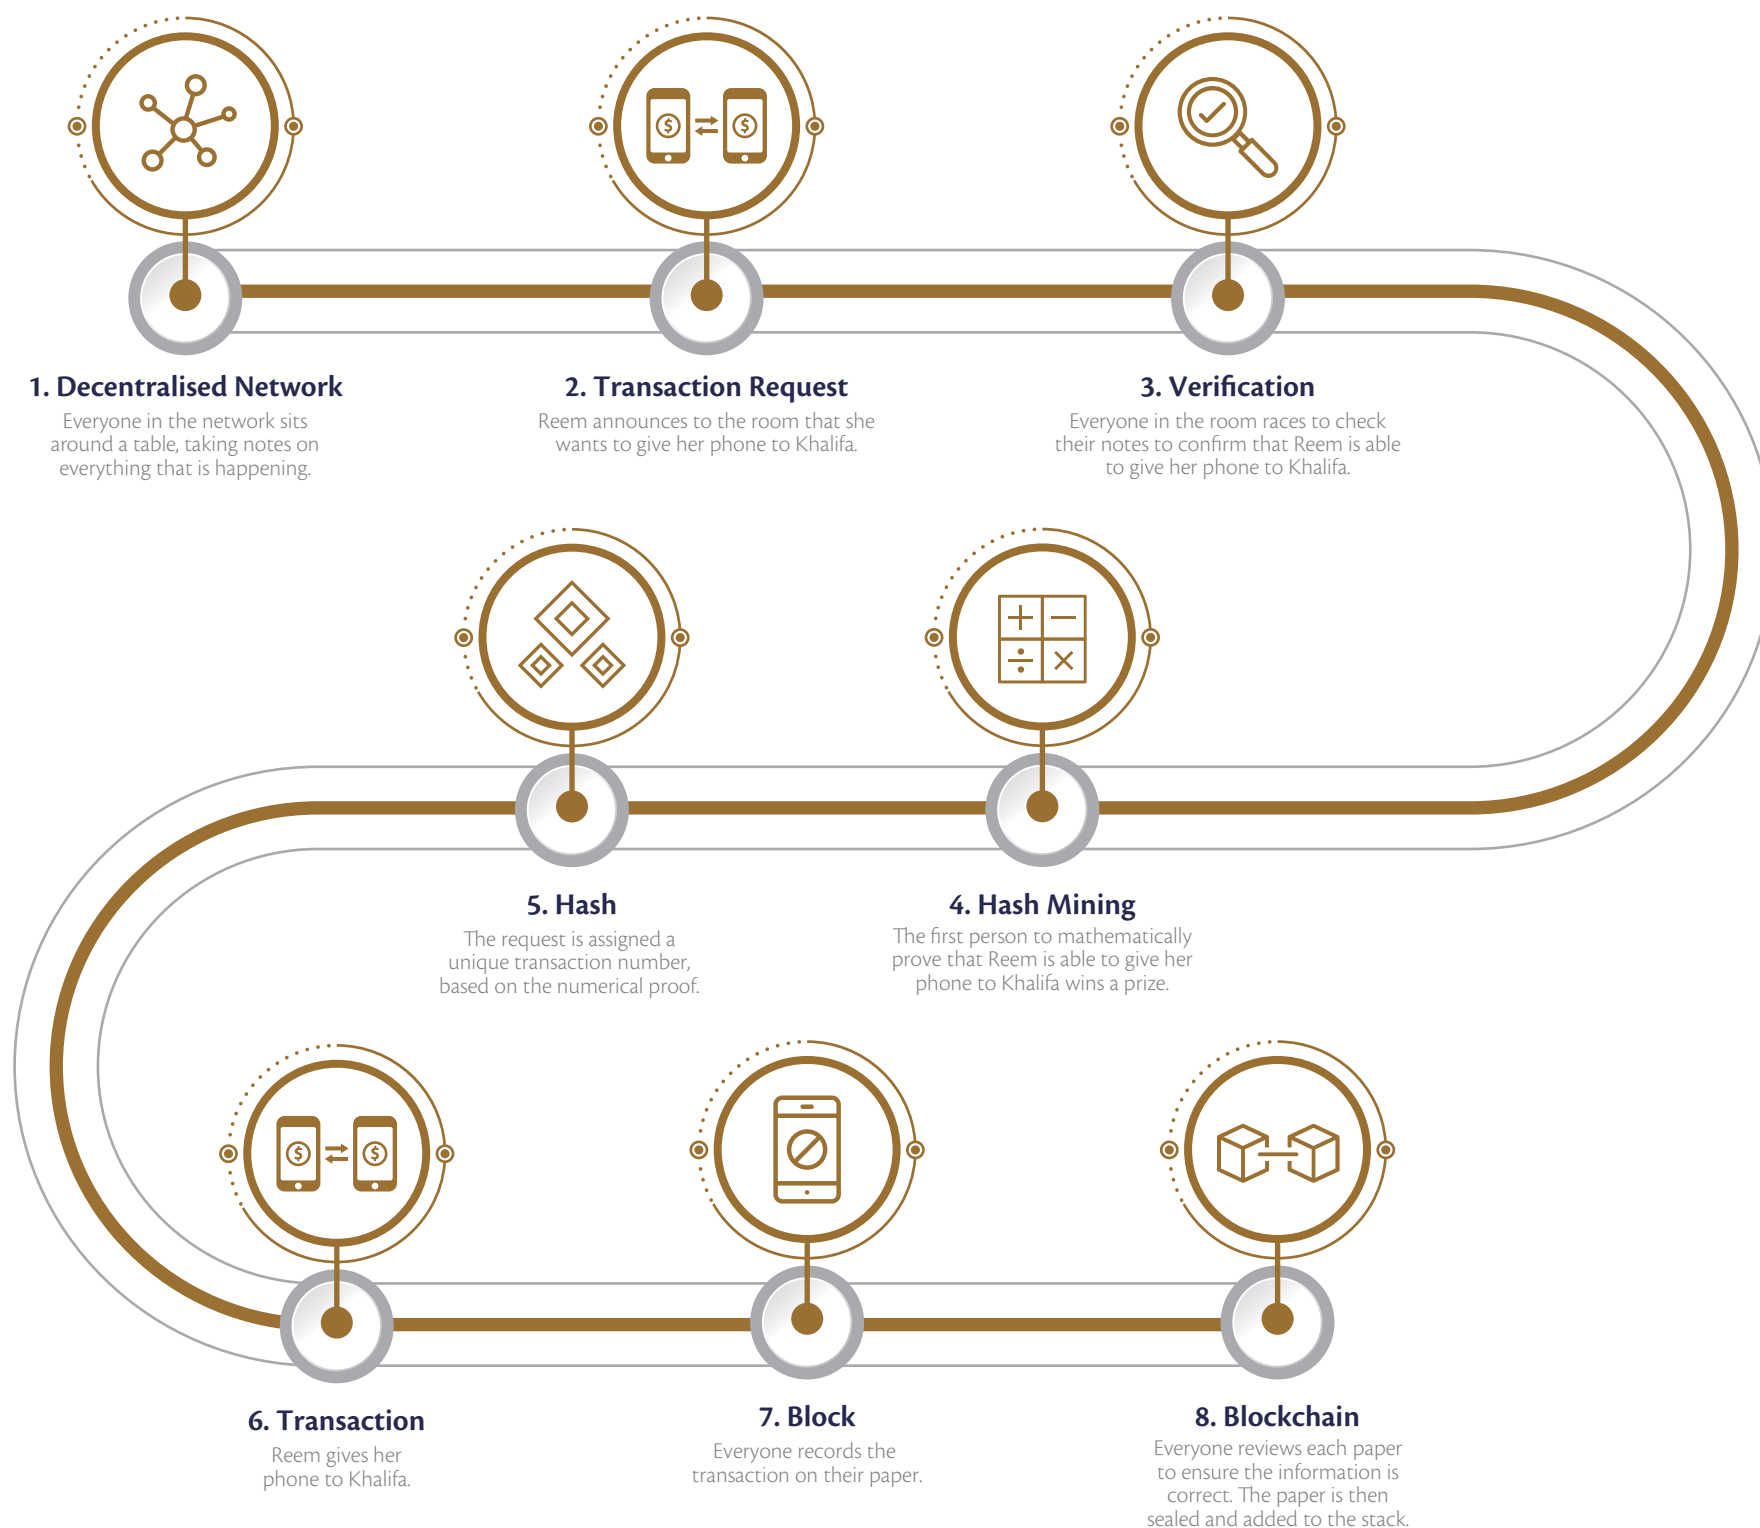 1. Decentralised Network
Everyone in the network sits
around a table, taking notes on
everything that is happening.
2. Transaction Request
Reem announces to the room that she
wants to give her phone to Khalifa.
3. Verification
Everyone in the room races to check
their notes to confirm that Reem is able
to give her phone to Khalifa.
4. Hash Mining
The first person to mathematically
prove that Reem is able to give her
phone to Khalifa wins a prize.
5. Hash
The request is assigned a
unique transaction number,
based on the numerical proof.
6. Transaction
Reem gives her
phone to Khalifa.
7. Block
Everyone records the
transaction on their paper.
8. Blockchain
Everyone reviews each paper
to ensure the information is
correct. The paper is then
sealed and added to the stack.